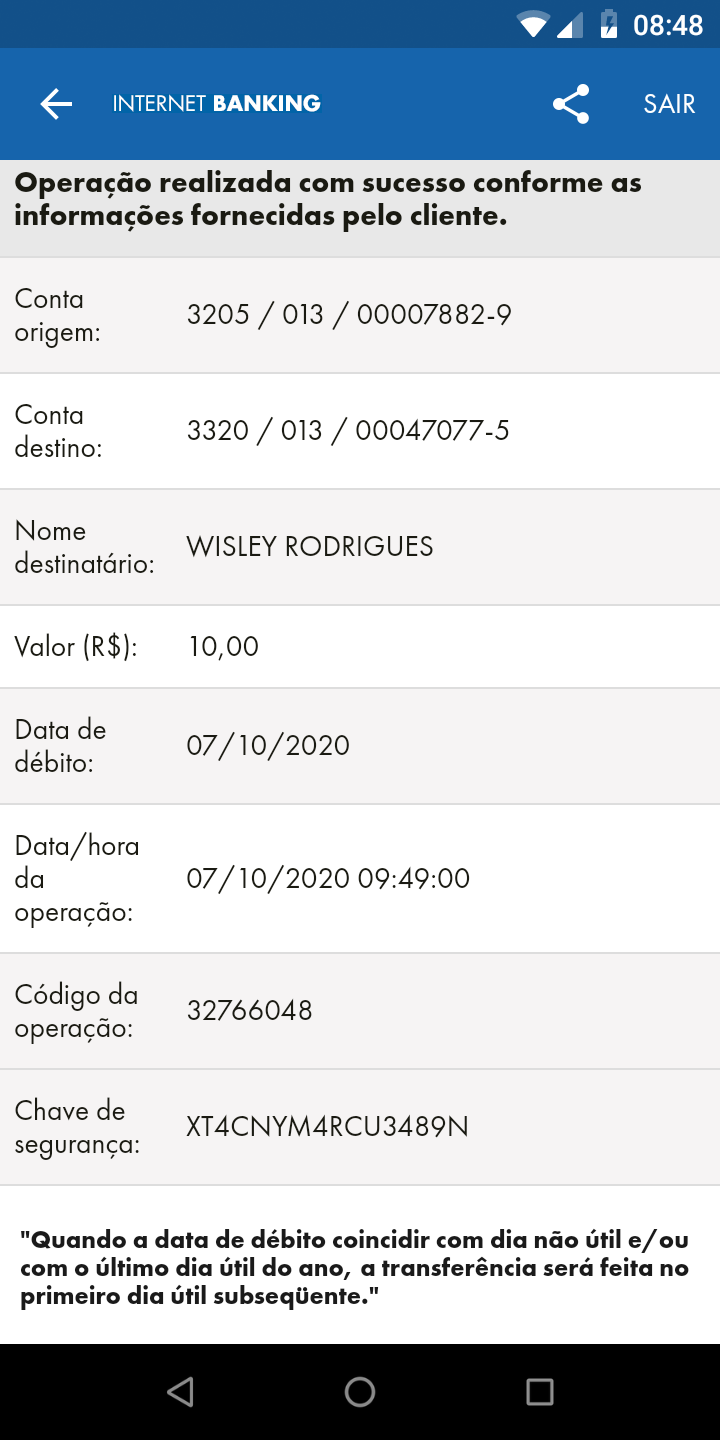 08:48
INTERNET BANKING
SAIR
Operação realizada com sucesso conforme as
informações fornecidas pelo cliente.
Conta
origem:
3205 / 013 / 00007882-9
Conta
destino:
3320 / 013 / 00047077-5
Nome
destinatário:
WISLEY RODRIGUES
Valor (R$):
10,00
Data de
débito:
07/10/2020
Data/hora
da
operação:
07/10/2020 09:49:00
Código da
operação:
32766048
Chave de
segurança:
XT4CNYM4RCU3489N
"Quando a data de débito coincidir com dia não útil e/ou
com o último dia útil do ano, a transferência será feita no
primeiro dia útil subseqüente."